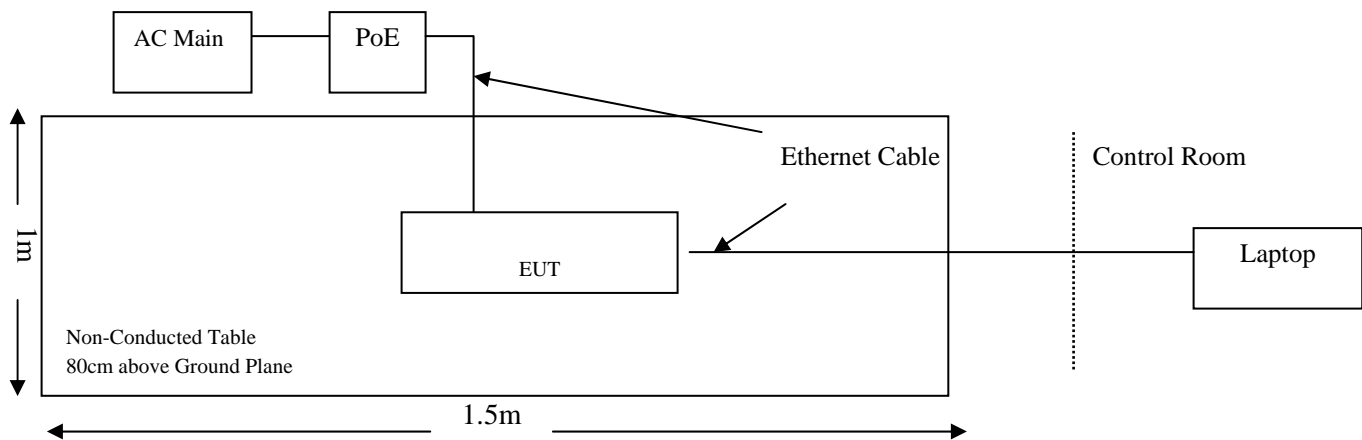 AC Main
PoE
Ethernet Cable
Control Room
1m
EUT
Laptop
Non-Conducted Table
80cm above Ground Plane
1.5m